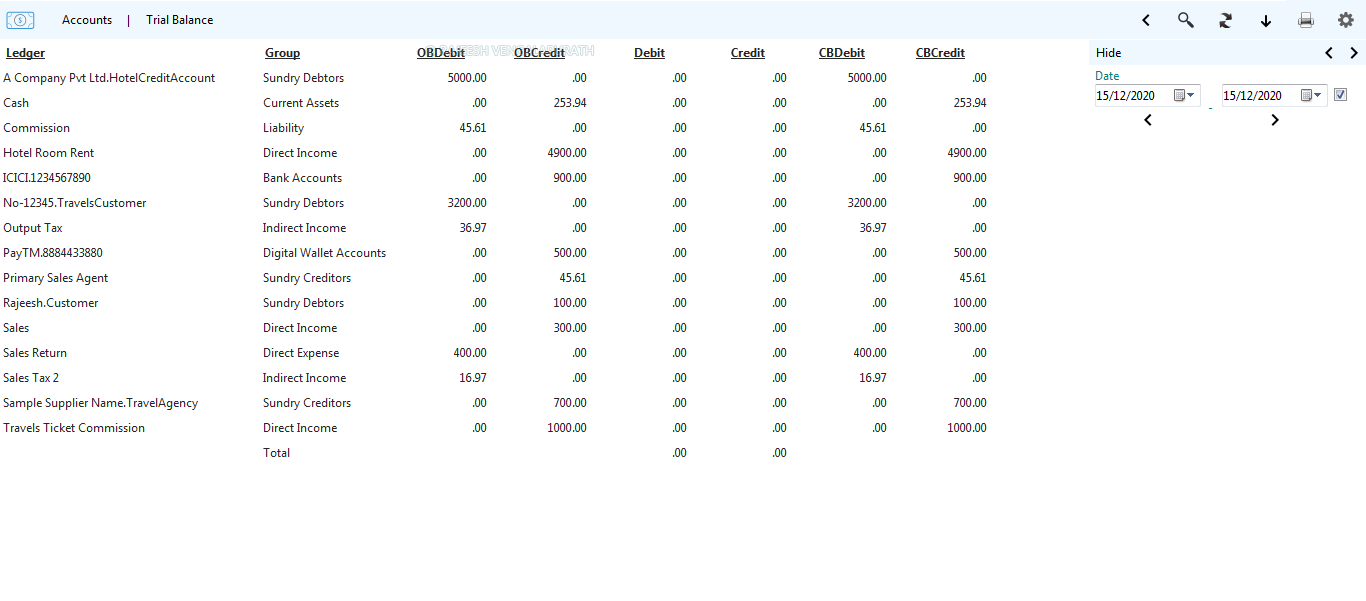 Accounts | Trial Balance
Ledger Group OBDebit OBCredit Debit Credit CBDebit CBCredit Hide
A Company Pvt Ltd.HotelCreditAccount Sundry Debtors 5000.00 .00 .00 .00 5000.00 .00 Date
Cash Current Assets .00 253.94 .00 .00 .00 253.94 15/12/2020 - 15/12/2020
Commission Liability 45.61 .00 .00 .00 45.61 .00
Hotel Room Rent Direct Income .00 4900.00 .00 .00 .00 4900.00
ICICI.1234567890 Bank Accounts .00 900.00 .00 .00 .00 900.00
No-12345.TravelsCustomer Sundry Debtors 3200.00 .00 .00 .00 3200.00 .00
Output Tax Indirect Income 36.97 .00 .00 .00 36.97 .00
PayTM.8884433880 Digital Wallet Accounts .00 500.00 .00 .00 .00 500.00
Primary Sales Agent Sundry Creditors .00 45.61 .00 .00 .00 45.61
Rajeesh.Customer Sundry Debtors .00 100.00 .00 .00 .00 100.00
Sales Direct Income .00 300.00 .00 .00 .00 300.00
Sales Return Direct Expense 400.00 .00 .00 .00 400.00 .00
Sales Tax 2 Indirect Income 16.97 .00 .00 .00 16.97 .00
Sample Supplier Name.TravelAgency Sundry Creditors .00 700.00 .00 .00 .00 700.00
Travels Ticket Commission Direct Income .00 1000.00 .00 .00 .00 1000.00
Total .00 .00